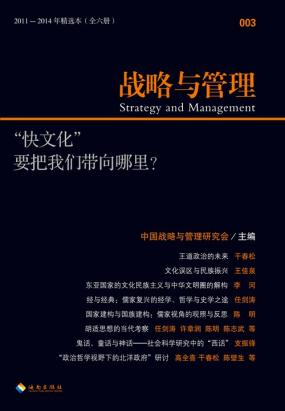 2011—2014年精选本（全六册）
003
战略与管理
Strategy and Management
“快文化”
要把我们带向哪里？
中国战略与管理研究会／主编
王道政治的未来 干春松
文化误区与民族振兴 王佰泉
东亚国家的文化民族主义与中华文明圈的解构 李 河
经与经典：儒家复兴的经学、哲学与史学之途 任剑涛
国家建构与国族建构：儒家视角的观照与反思 陈 明
胡适思想的当代考察 任剑涛 许章润 陈明 陈志武 等
鬼话、童话与神话——社会科学研究中的“西话” 支振锋
“政治哲学视野下的北洋政府”研讨 高全喜 干春松 陈壁生 等
海南出版社